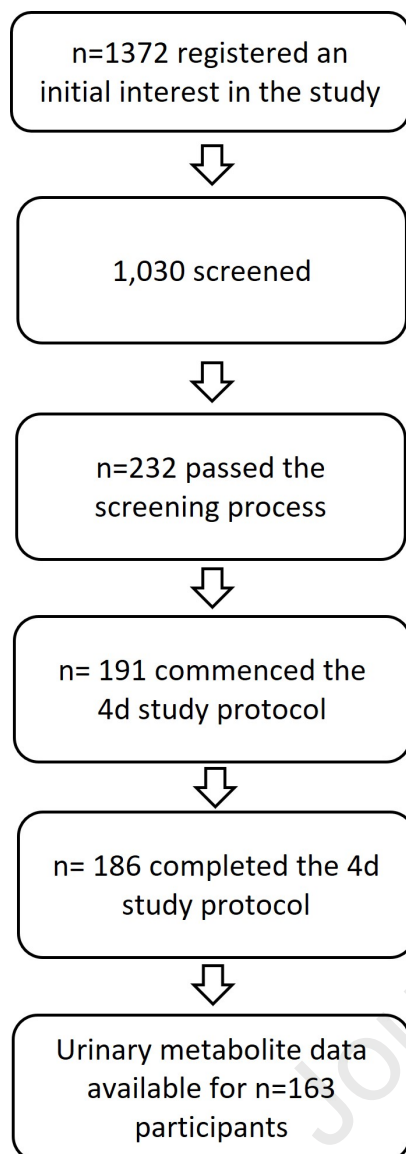 n=1372 registered an
initial interest in the study
1,030 screened
n=232 passed the
screening process
n= 191 commenced the
4d study protocol
n= 186 completed the 4d
study protocol
Urinary metabolite data
available for n=163
participants